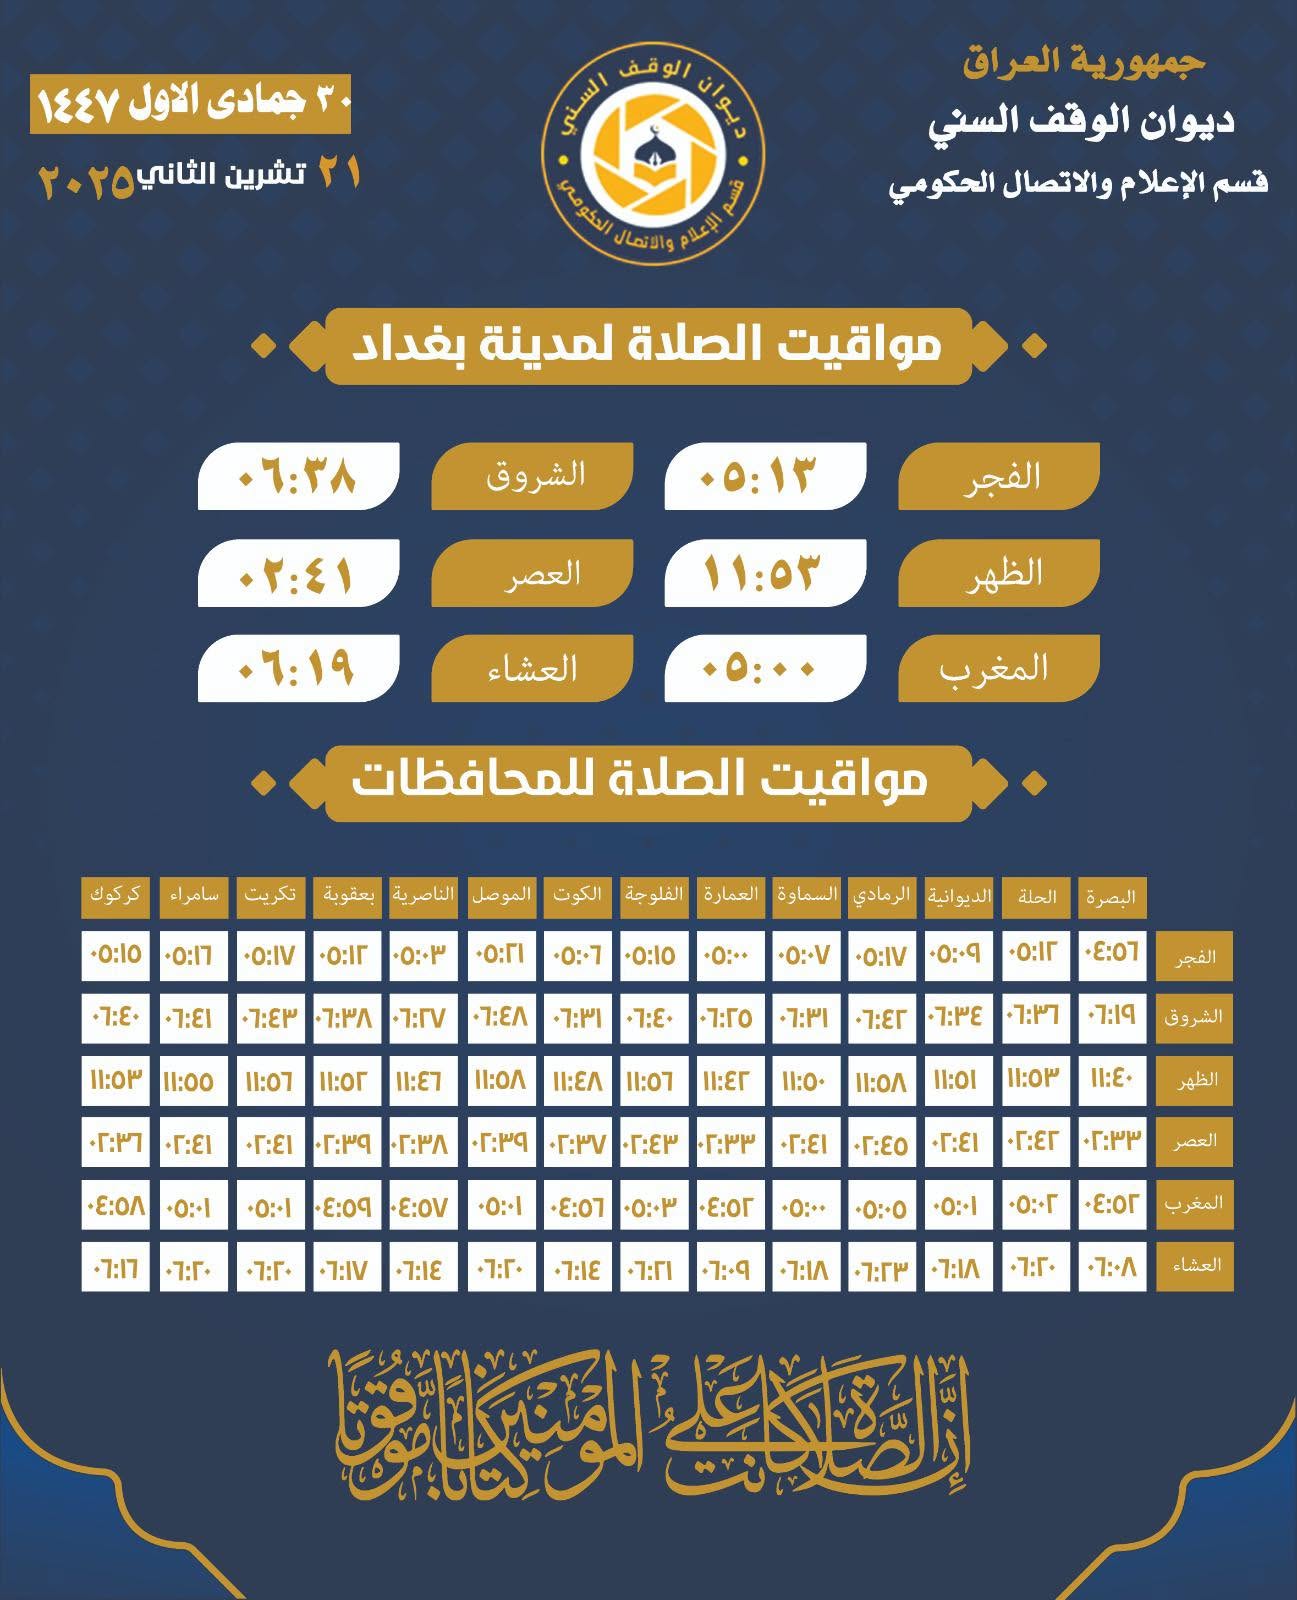 جمهورية العراق
ديوان الوقف السني
قسم الإعلام والاتصال الحكومي
ديوان الوقف السني
قسم الإعلام والاتصال الحكومي
٣٠ جمادى الاول ١٤٤٧
٢١ تشرين الثاني ٢٠٢٥
مواقيت الصلاة لمدينة بغداد
الفجر ٠٥:١٣ الشروق ٠٦:٣٨
الظهر ١١:٥٣ العصر ٠٢:٤١
المغرب ٠٥:٠٠ العشاء ٠٦:١٩
مواقيت الصلاة للمحافظات
البصرة الحلة الديوانية الرمادي السماوة العمارة الفلوجة الكوت الموصل الناصرية بعقوبة تكريت سامراء كركوك
الفجر ٠٤:٥٦ ٠٥:١٢ ٠٥:٠٩ ٠٥:١٧ ٠٥:٠٧ ٠٥:٠٠ ٠٥:١٥ ٠٥:٠٦ ٠٥:٢١ ٠٥:٠٣ ٠٥:١٢ ٠٥:١٧ ٠٥:١٦ ٠٥:١٥
الشروق ٠٦:١٩ ٠٦:٣٦ ٠٦:٣٤ ٠٦:٤٢ ٠٦:٣١ ٠٦:٢٥ ٠٦:٤٠ ٠٦:٣١ ٠٦:٤٨ ٠٦:٢٧ ٠٦:٣٨ ٠٦:٤٣ ٠٦:٤١ ٠٦:٤٠
الظهر ١١:٤٠ ١١:٥٣ ١١:٥١ ١١:٥٨ ١١:٥٠ ١١:٤٢ ١١:٥٦ ١١:٤٨ ١١:٥٨ ١١:٤٦ ١١:٥٢ ١١:٥٦ ١١:٥٥ ١١:٥٣
العصر ٠٢:٣٣ ٠٢:٤٢ ٠٢:٤١ ٠٢:٤٥ ٠٢:٤١ ٠٢:٣٣ ٠٢:٤٣ ٠٢:٣٧ ٠٢:٣٩ ٠٢:٣٨ ٠٢:٣٩ ٠٢:٤١ ٠٢:٤١ ٠٢:٣٦
المغرب ٠٤:٥٢ ٠٥:٠٢ ٠٥:٠١ ٠٥:٠٥ ٠٥:٠٠ ٠٤:٥٢ ٠٥:٠٣ ٠٤:٥٦ ٠٥:٠١ ٠٤:٥٧ ٠٤:٥٩ ٠٥:٠١ ٠٥:٠١ ٠٤:٥٨
العشاء ٠٦:٠٨ ٠٦:٢٠ ٠٦:١٨ ٠٦:٢٣ ٠٦:١٨ ٠٦:٠٩ ٠٦:٢١ ٠٦:١٤ ٠٦:٢٠ ٠٦:١٤ ٠٦:١٧ ٠٦:٢٠ ٠٦:٢٠ ٠٦:١٦
إِنَّ الصَّلَاةَ كَانَتْ عَلَى الْمُؤْمِنِينَ كِتَابًا مَّوْقُوتًا